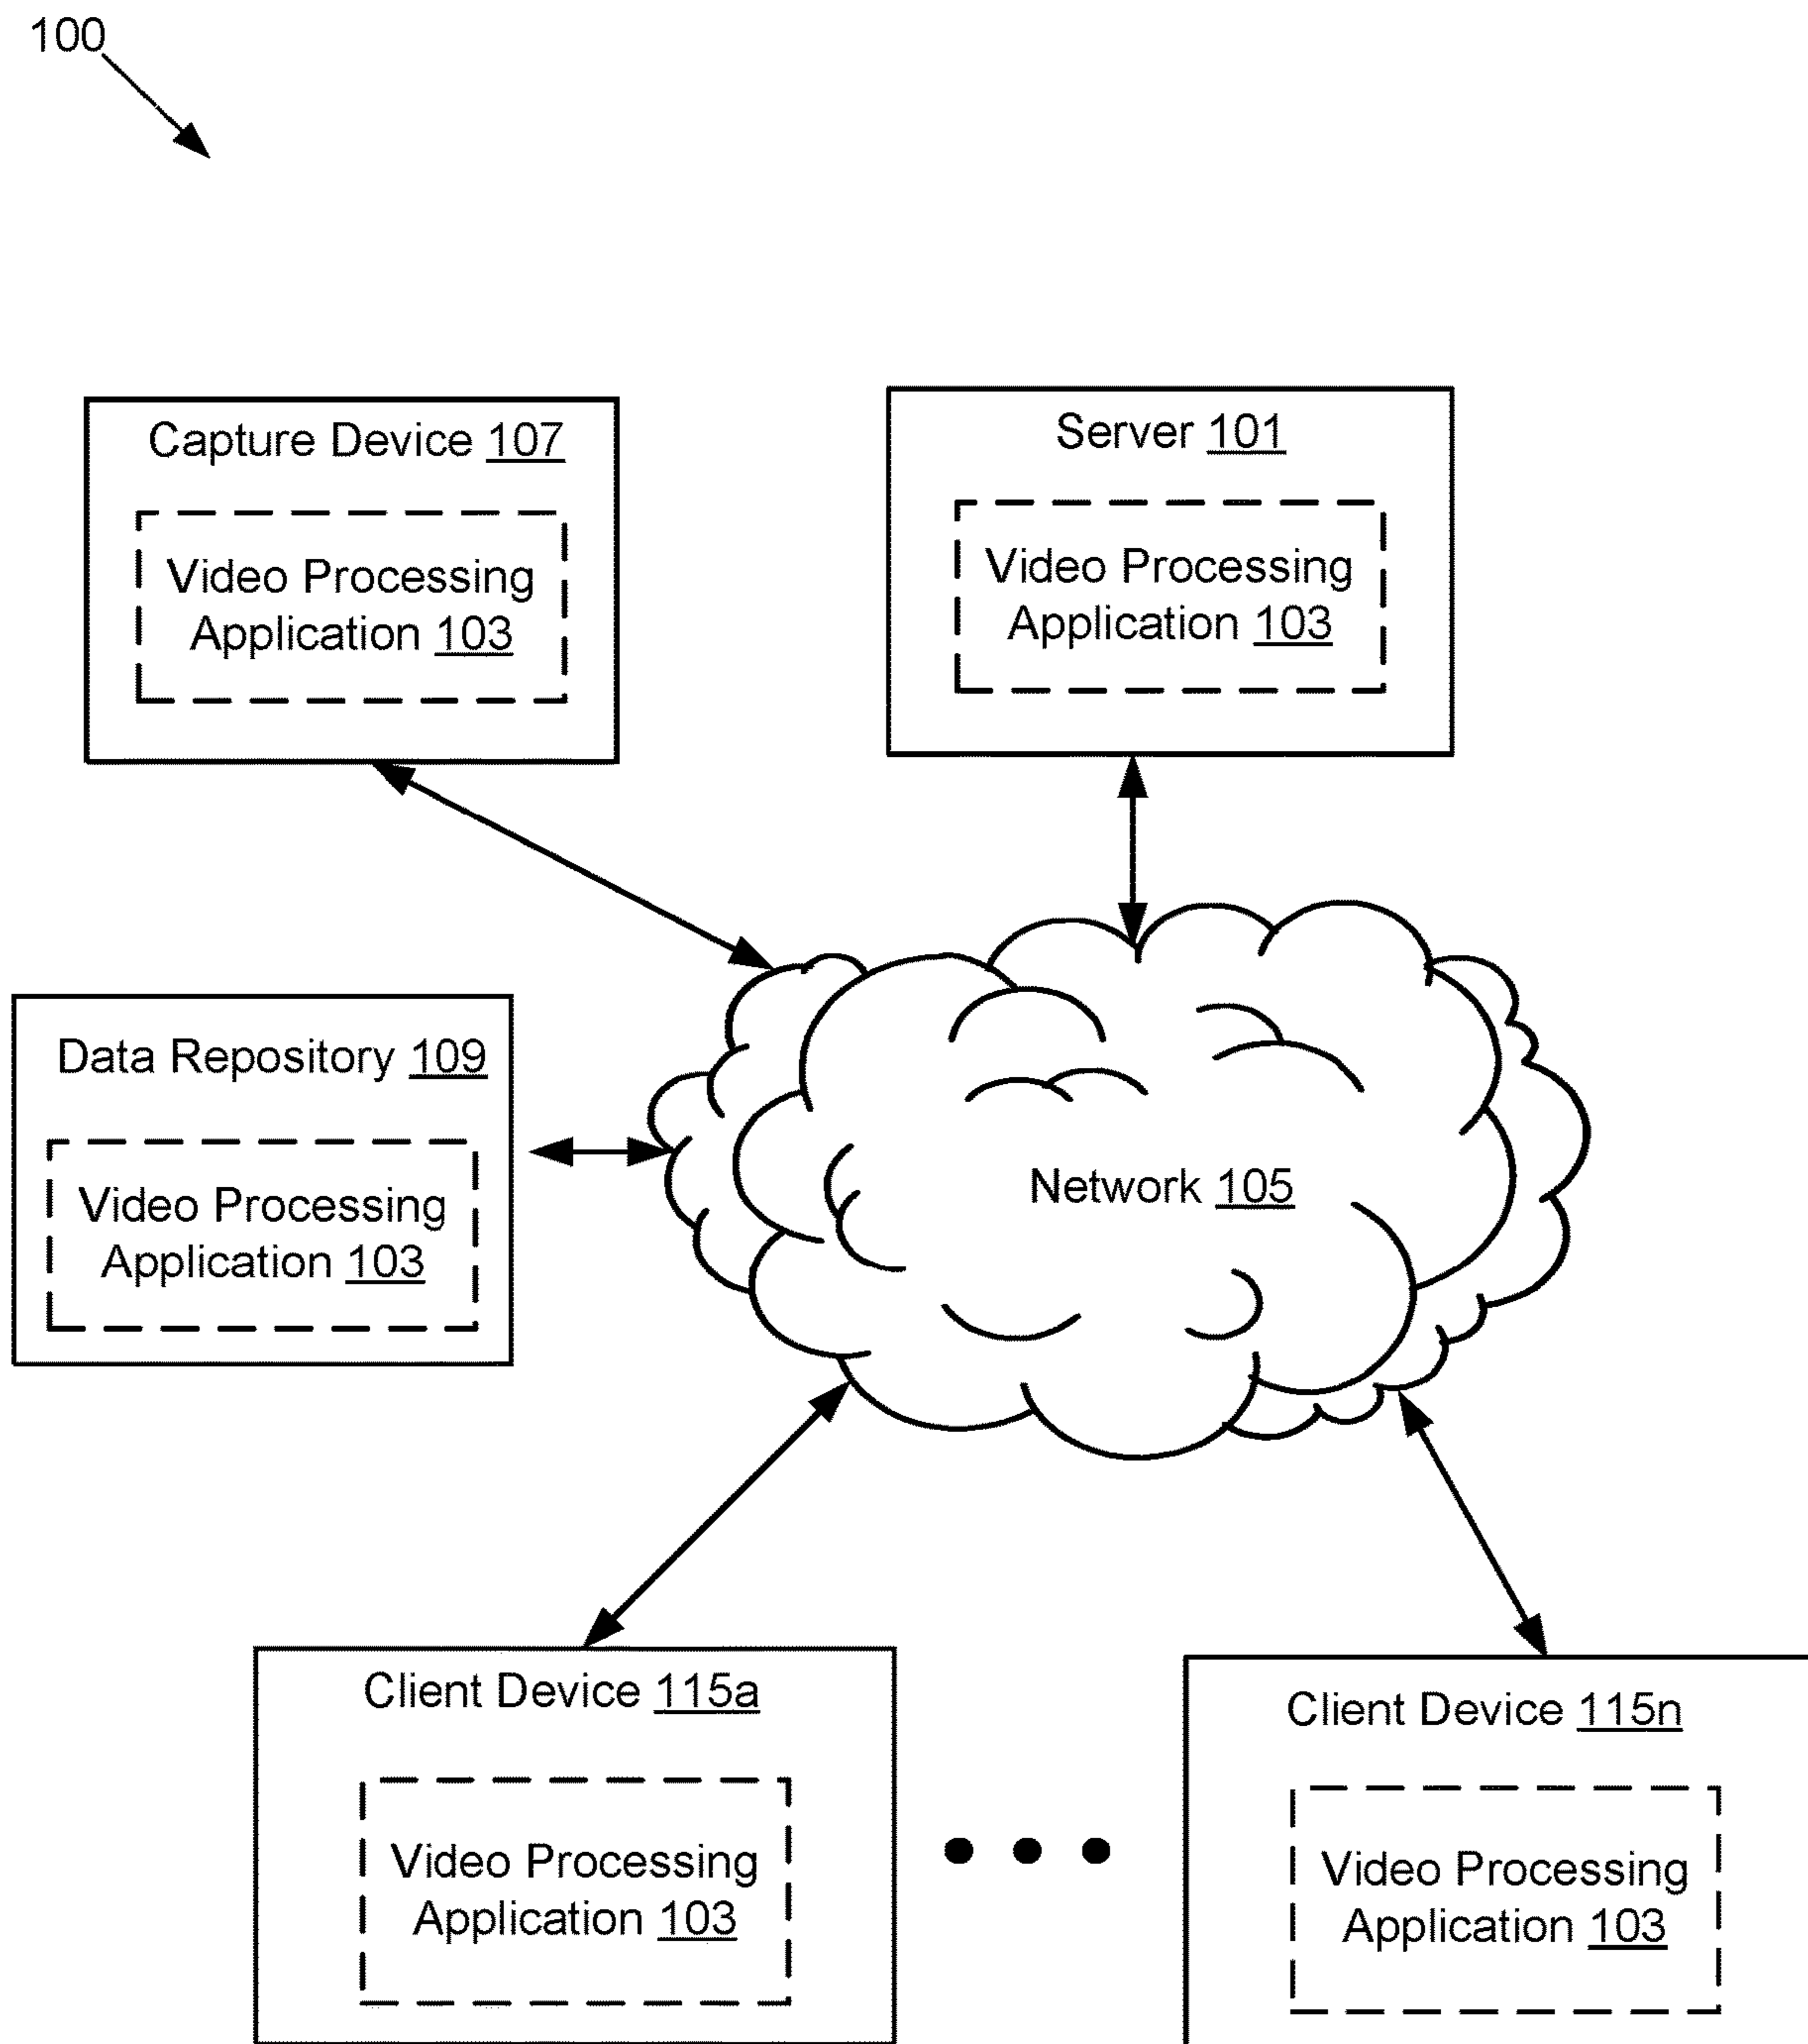 100
Capture Device 107
Video Processing
Application 103
Server 101
Video Processing
Application 103
Data Repository 109
Video Processing
Application 103
Network 105
Client Device 115a
Video Processing
Application 103
Client Device 115n
Video Processing
Application 103